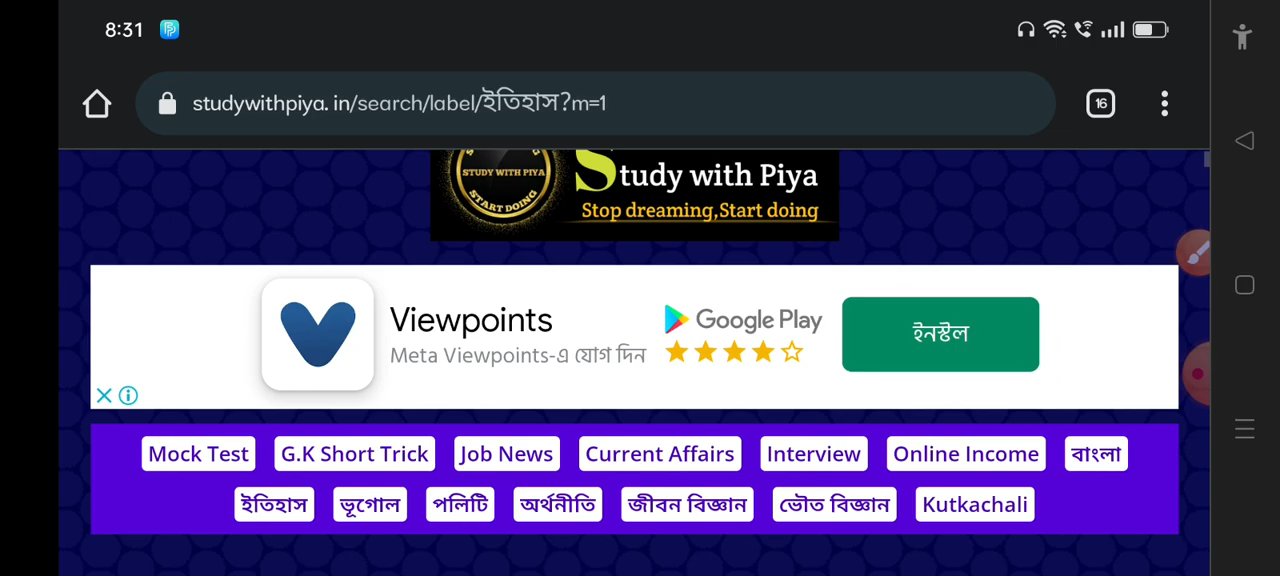 8:31
studywithpiya. in/search/label/ইতিহাস?m=1
16
STUDY WITH PIYA
START DOING
Study with Piya
Stop dreaming,Start doing
Viewpoints
Meta Viewpoints-এ যোগ দিন
Google Play
ইনস্টল
Mock Test G.K Short Trick Job News Current Affairs Interview Online Income বাংলা
ইতিহাস ভূগোল পলিটি অর্থনীতি জীবন বিজ্ঞান ভৌত বিজ্ঞান Kutkachali